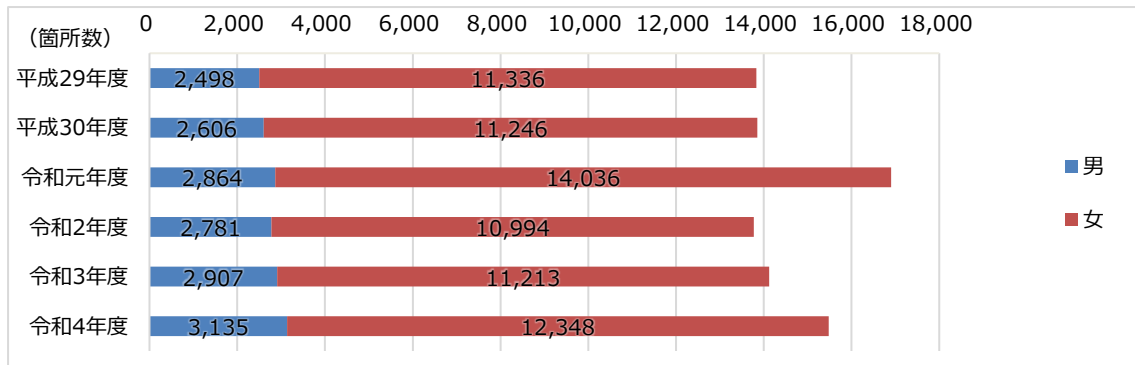 0 2,000 4,000 6,000 8,000 10,000 12,000 14,000 16,000 18,000
（箇所数）
平成29年度 2,498 11,336
平成30年度 2,606 11,246
令和元年度 2,864 14,036
男
令和2年度 2,781 10,994
女
令和3年度 2,907 11,213
令和4年度 3,135 12,348